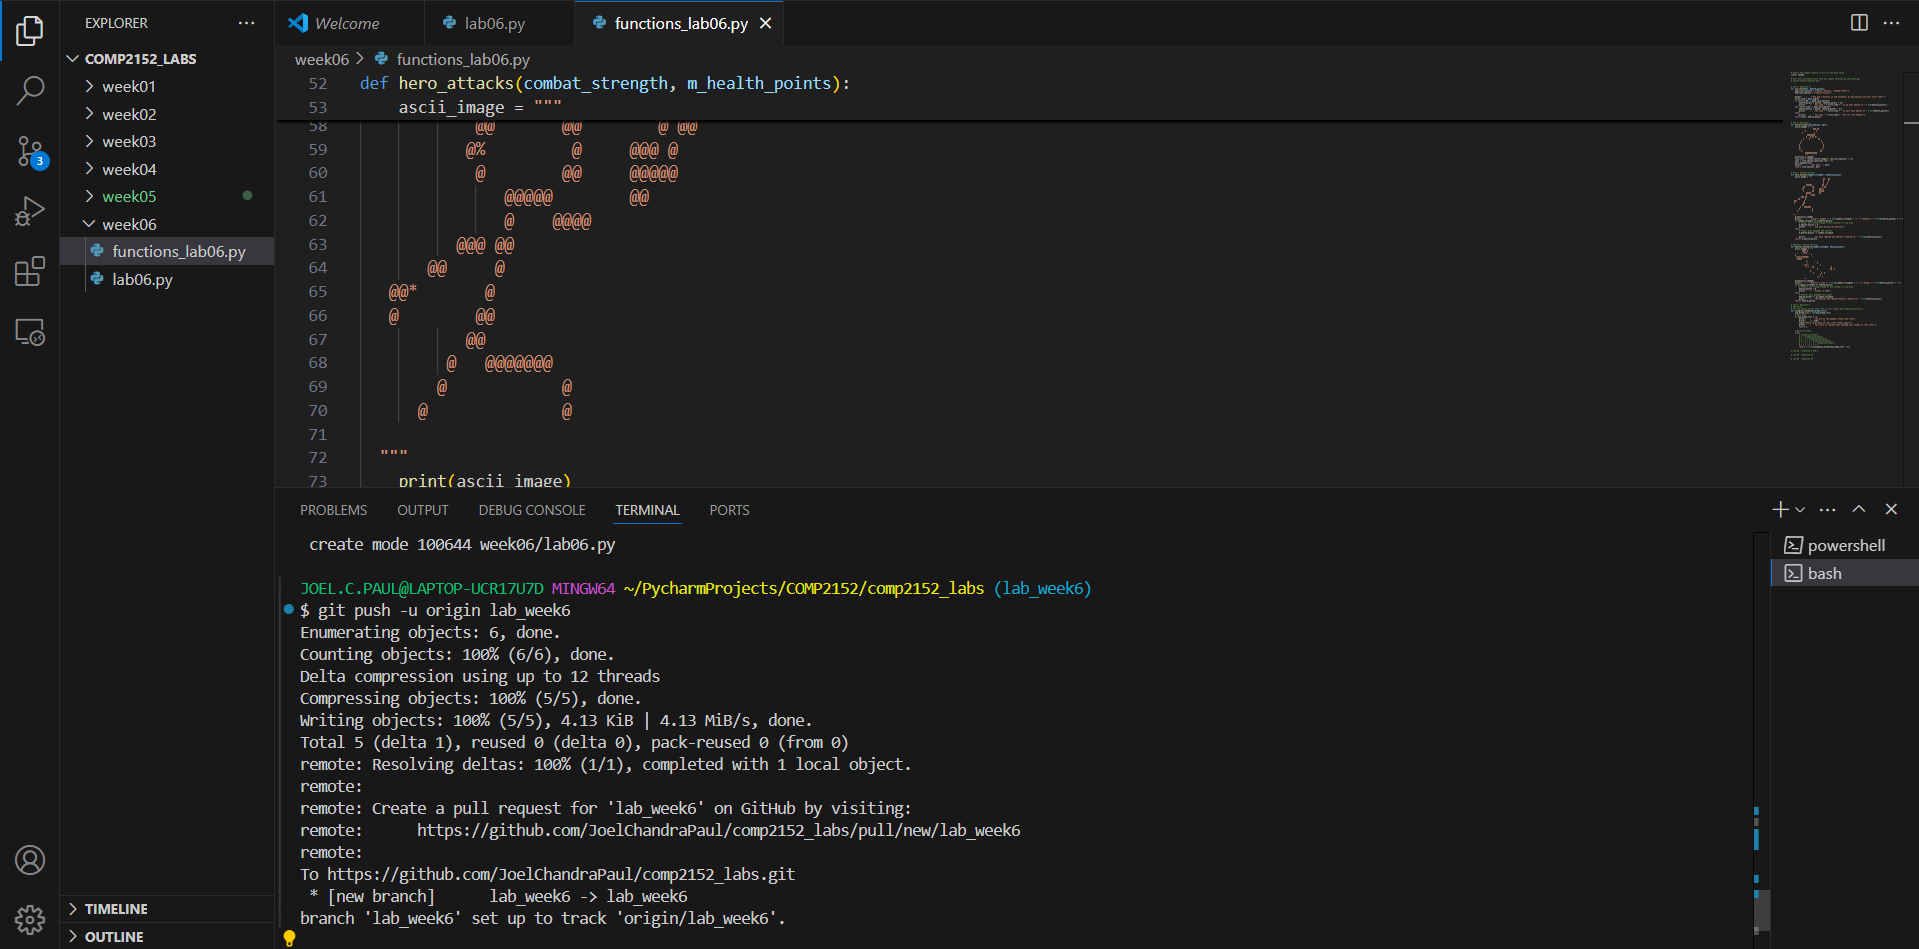 EXPLORER
COMP2152_LABS
week01
week02
week03
3
week04
week05
week06
functions_lab06.py
lab06.py
TIMELINE
OUTLINE
Welcome
lab06.py
functions_lab06.py
week06 > functions_lab06.py
52 def hero_attacks(combat_strength, m_health_points):
53 ascii_image = """
58 @@ @@ @ @@
59 @% @ @@@ @
60 @ @@ @@@@@
61 @@@@@ @@
62 @ @@@@
63 @@@ @@
64 @@ @
65 @@* @
66 @ @@
67 @@
68 @ @@@@@@@
69 @ @
70 @ @
71
72 """
73 print(ascii_image)
PROBLEMS OUTPUT DEBUG CONSOLE TERMINAL PORTS
powershell
bash
create mode 100644 week06/lab06.py
JOEL.C.PAUL@LAPTOP-UCR17U7D MINGW64 ~/PycharmProjects/COMP2152/comp2152_labs (lab_week6)
$ git push -u origin lab_week6
Enumerating objects: 6, done.
Counting objects: 100% (6/6), done.
Delta compression using up to 12 threads
Compressing objects: 100% (5/5), done.
Writing objects: 100% (5/5), 4.13 KiB | 4.13 MiB/s, done.
Total 5 (delta 1), reused 0 (delta 0), pack-reused 0 (from 0)
remote: Resolving deltas: 100% (1/1), completed with 1 local object.
remote:
remote: Create a pull request for 'lab_week6' on GitHub by visiting:
remote: https://github.com/JoelChandraPaul/comp2152_labs/pull/new/lab_week6
remote:
To https://github.com/JoelChandraPaul/comp2152_labs.git
* [new branch] lab_week6 -> lab_week6
branch 'lab_week6' set up to track 'origin/lab_week6'.